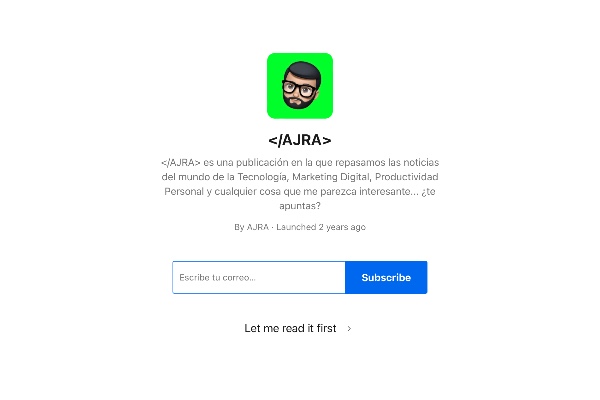 </AJRA>
</AJRA> es una publicación en la que repasamos las noticias
del mundo de la Tecnología, Marketing Digital, Productividad
Personal y cualquier cosa que me parezca interesante... ¿te
apuntas?
By AJRA · Launched 2 years ago
Escribe tu correo...
Subscribe
Let me read it first